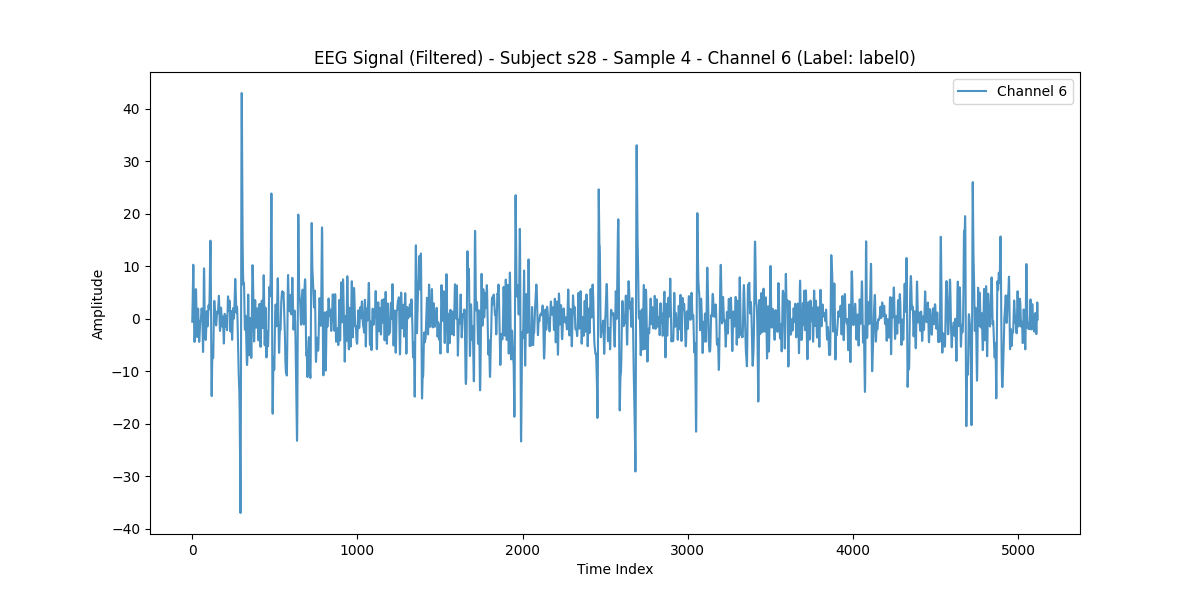 EEG Signal (Filtered) - Subject s28 - Sample 4 - Channel 6 (Label: label0)
Channel 6
Amplitude
40
30
20
10
0
−10
−20
−30
−40
0 1000 2000 3000 4000 5000
Time Index